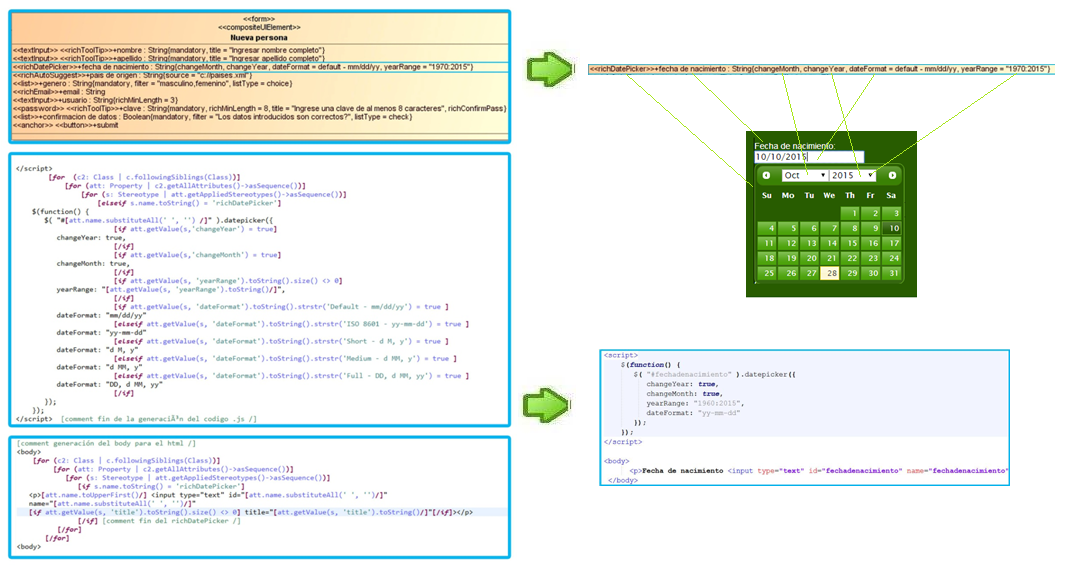 <<form>>
<<compositeUIElement>>
Nueva persona
<<textInput>> <<richToolTip>>+nombre : String{mandatory, title = "Ingresar nombre completo"}
<<textInput>> <<richToolTip>>+apellido : String{mandatory, title = "Ingresar apellido completo"}
<<richDatePicker>>+fecha de nacimiento : String{changeMonth, changeYear, dateFormat = default - mm/dd/yy, yearRange = "1970:2015"}
<<richAutoSuggest>>+pais de origen : String{source = "c://paises.xml"}
<<list>>+genero : String{mandatory, filter = "masculino,femenino", listType = choice}
<<richEmail>>+email : String
<<textInput>>+usuario : String{richMinLength = 3}
<<password>> <<richToolTip>>+clave : String{mandatory, richMinLength = 8, title = "Ingrese una clave de al menos 8 caracteres", richConfirmPass}
<<list>>+confirmacion de datos : Boolean{mandatory, filter = "Los datos introducidos son correctos?", listType = check}
<<anchor>> <<button>>+submit
</script>
[for (c2: Class | c.followingSiblings(Class))]
[for (att: Property | c2.getAllAttributes()->asSequence())]
[for (s: Stereotype | att.getAppliedStereotypes()->asSequence())]
[elseif s.name.toString() = 'richDatePicker']
$(function() {
$( "#[att.name.substituteAll(' ', '') /]" ).datepicker({
[if att.getValue(s,'changeYear') = true]
changeYear: true,
[/if]
[if att.getValue(s,'changeMonth') = true]
changeMonth: true,
[/if]
[if att.getValue(s, 'yearRange').toString().size() <> 0]
yearRange: "[att.getValue(s, 'yearRange').toString()/]",
[/if]
[if att.getValue(s, 'dateFormat').toString().strstr('Default - mm/dd/yy') = true ]
dateFormat: "mm/dd/yy"
[elseif att.getValue(s, 'dateFormat').toString().strstr('ISO 8601 - yy-mm-dd') = true ]
dateFormat: "yy-mm-dd"
[elseif att.getValue(s, 'dateFormat').toString().strstr('Short - d M, y') = true ]
dateFormat: "d M, y"
[elseif att.getValue(s, 'dateFormat').toString().strstr('Medium - d MM, y') = true ]
dateFormat: "d MM, y"
[elseif att.getValue(s, 'dateFormat').toString().strstr('Full - DD, d MM, yy') = true ]
dateFormat: "DD, d MM, yy"
[/if]
});
});
</script> [comment fin de la generaciÃ³n del codigo .js /]
[comment generación del body para el html /]
<body>
[for (c2: Class | c.followingSiblings(Class))]
[for (att: Property | c2.getAllAttributes()->asSequence())]
[for (s: Stereotype | att.getAppliedStereotypes()->asSequence())]
[if s.name.toString() = 'richDatePicker']
<p>[att.name.toUpperFirst()/] <input type="text" id="[att.name.substituteAll(' ', '')/]"
name="[att.name.substituteAll(' ', '')/]"
[if att.getValue(s, 'title').toString().size() <> 0] title="[att.getValue(s, 'title').toString()/]"[/if]></p>
[/if] [comment fin del richDatePicker /]
[/for]
[/for]
<body>
<<richDatePicker>>+fecha de nacimiento : String{changeMonth, changeYear, dateFormat = default - mm/dd/yy, yearRange = "1970:2015"}
Fecha de nacimiento:
10/10/2015
Oct 2015
Su Mo Tu We Th Fr Sa
1 2 3
4 5 6 7 8 9 10
11 12 13 14 15 16 17
18 19 20 21 22 23 24
25 26 27 28 29 30 31
<script>
$(function() {
$( "#fechadenacimiento" ).datepicker({
changeYear: true,
changeMonth: true,
yearRange: "1960:2015",
dateFormat: "yy-mm-dd"
});
});
</script>
<body>
<p>Fecha de nacimiento <input type="text" id="fechadenacimiento" name="fechadenacimiento"
</body>